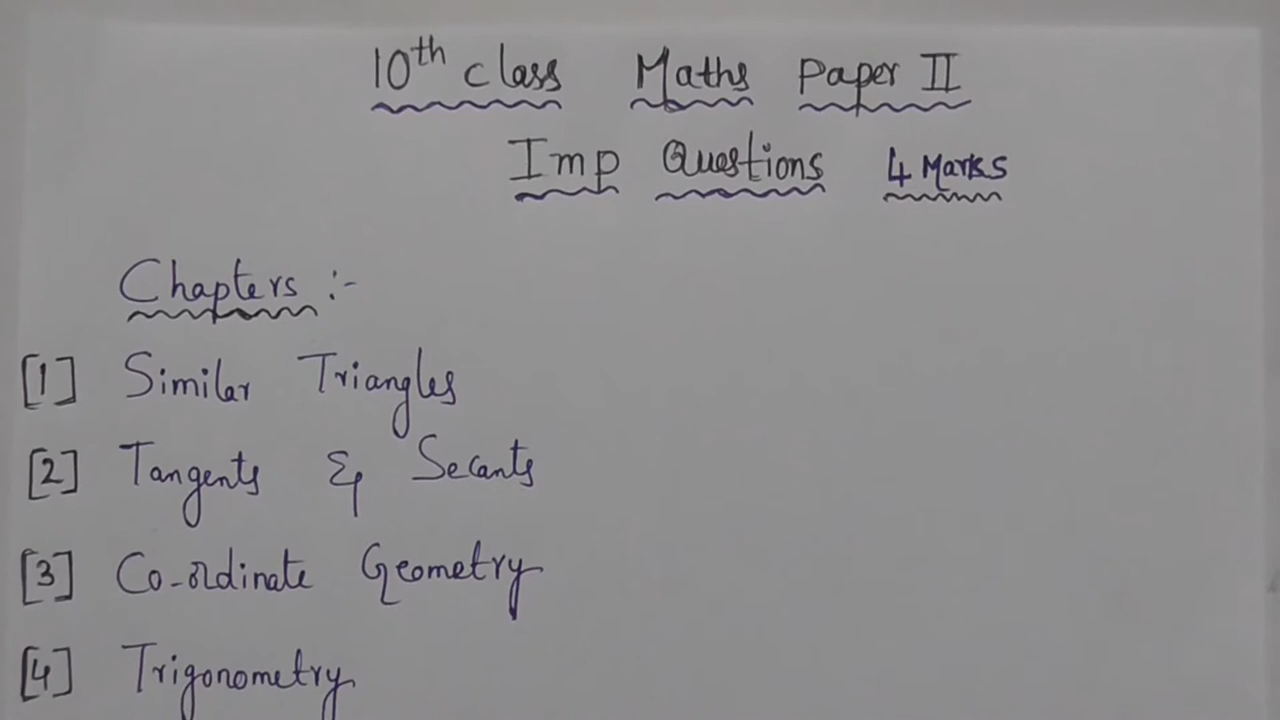 10th class Maths Paper II
Imp Questions 4 Marks
Chapters :-
[1] Similar Triangles
[2] Tangents & Secants
[3] Co-ordinate Geometry
[4] Trigonometry